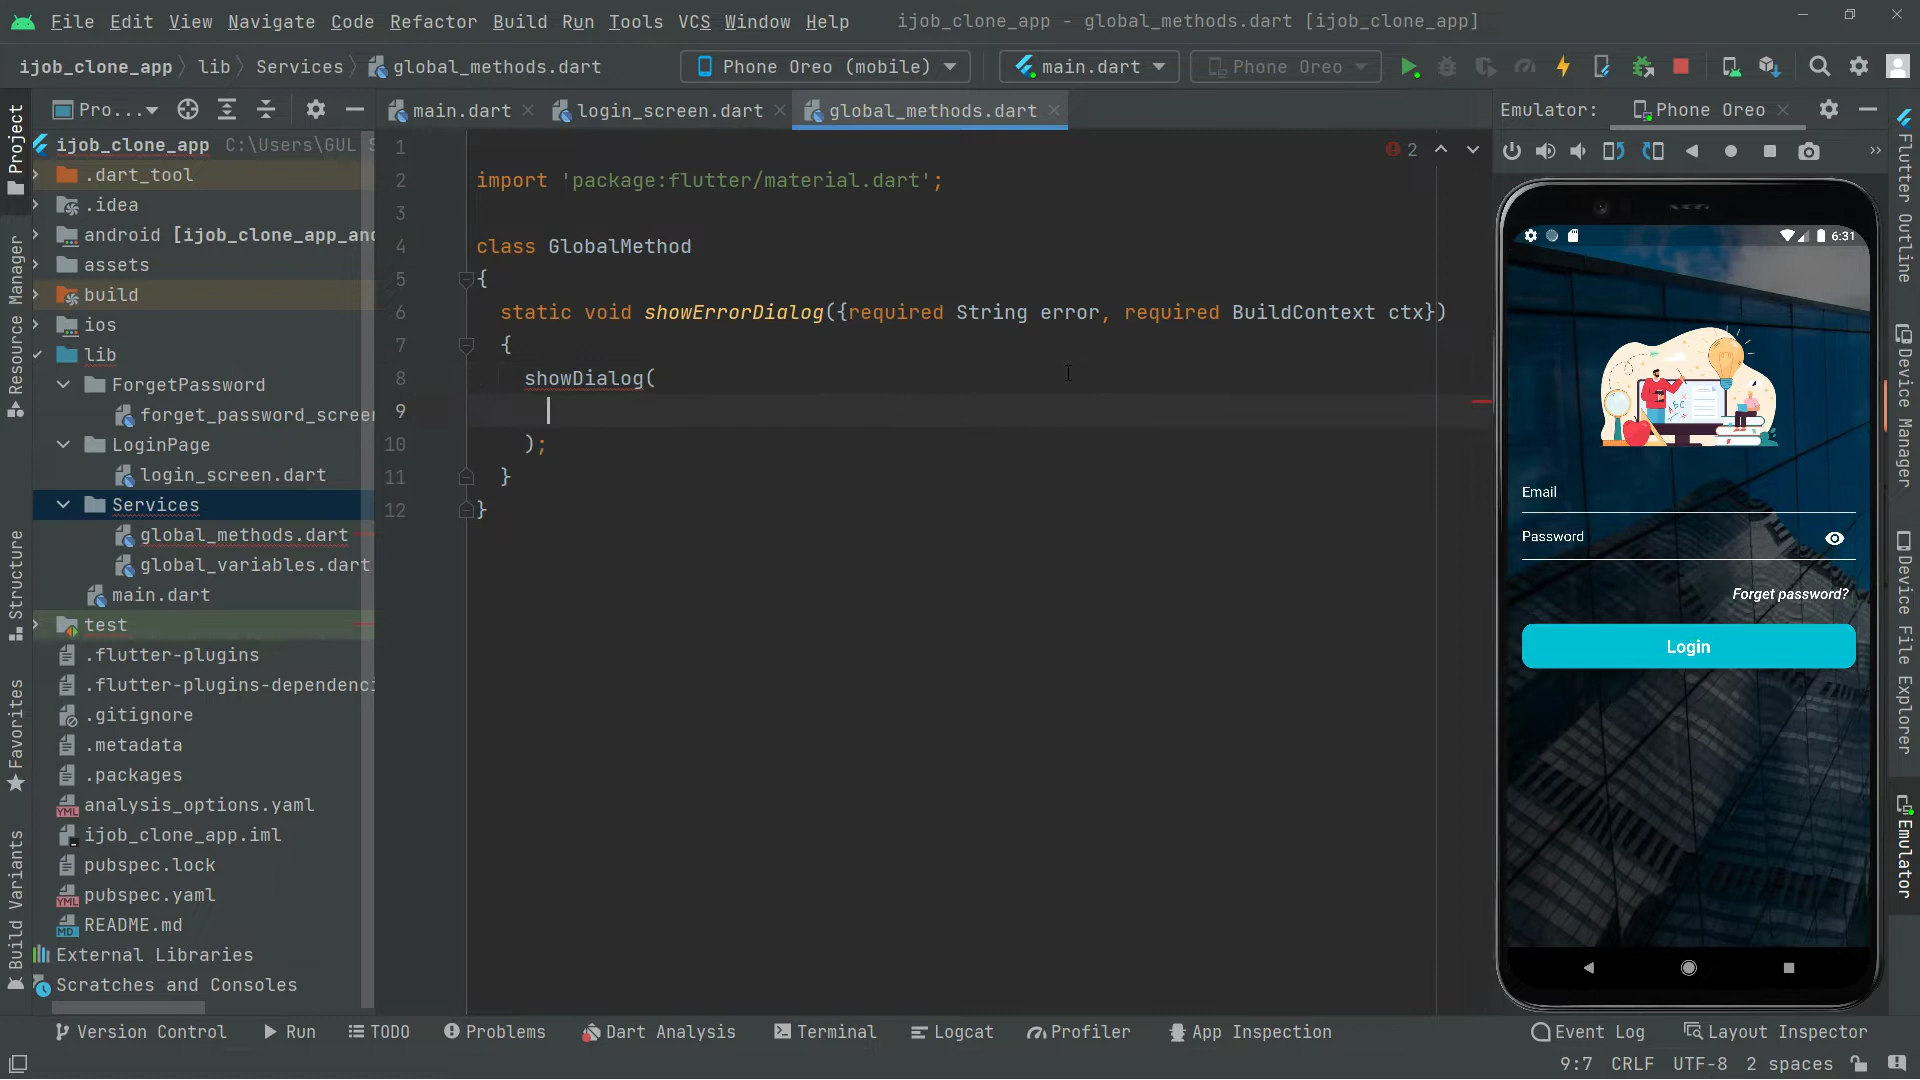 File Edit View Navigate Code Refactor Build Run Tools VCS Window Help ijob_clone_app - global_methods.dart [ijob_clone_app]
ijob_clone_app lib Services global_methods.dart Phone Oreo (mobile) main.dart Phone Oreo
Pro... main.dart login_screen.dart global_methods.dart Emulator: Phone Oreo
ijob_clone_app C:\Users\GUL
.dart_tool
.idea
android [ijob_clone_app_and
assets
build
ios
lib
ForgetPassword
forget_password_screen
LoginPage
login_screen.dart
Services
global_methods.dart
global_variables.dart
main.dart
test
.flutter-plugins
.flutter-plugins-dependenci
.gitignore
.metadata
.packages
analysis_options.yaml
ijob_clone_app.iml
pubspec.lock
pubspec.yaml
README.md
External Libraries
Scratches and Consoles
Project
Resource Manager
Structure
Favorites
Build Variants
2
1
2 import 'package:flutter/material.dart';
3
4 class GlobalMethod
5 {
6 static void showErrorDialog({required String error, required BuildContext ctx})
7 {
8 showDialog(
9
10 );
11 }
12 }
6:31
Email
Password
Forget password?
Login
Flutter Outline
Device Manager
Device File Explorer
Emulator
Version Control Run TODO Problems Dart Analysis Terminal Logcat Profiler App Inspection Event Log Layout Inspector
9:7 CRLF UTF-8 2 spaces